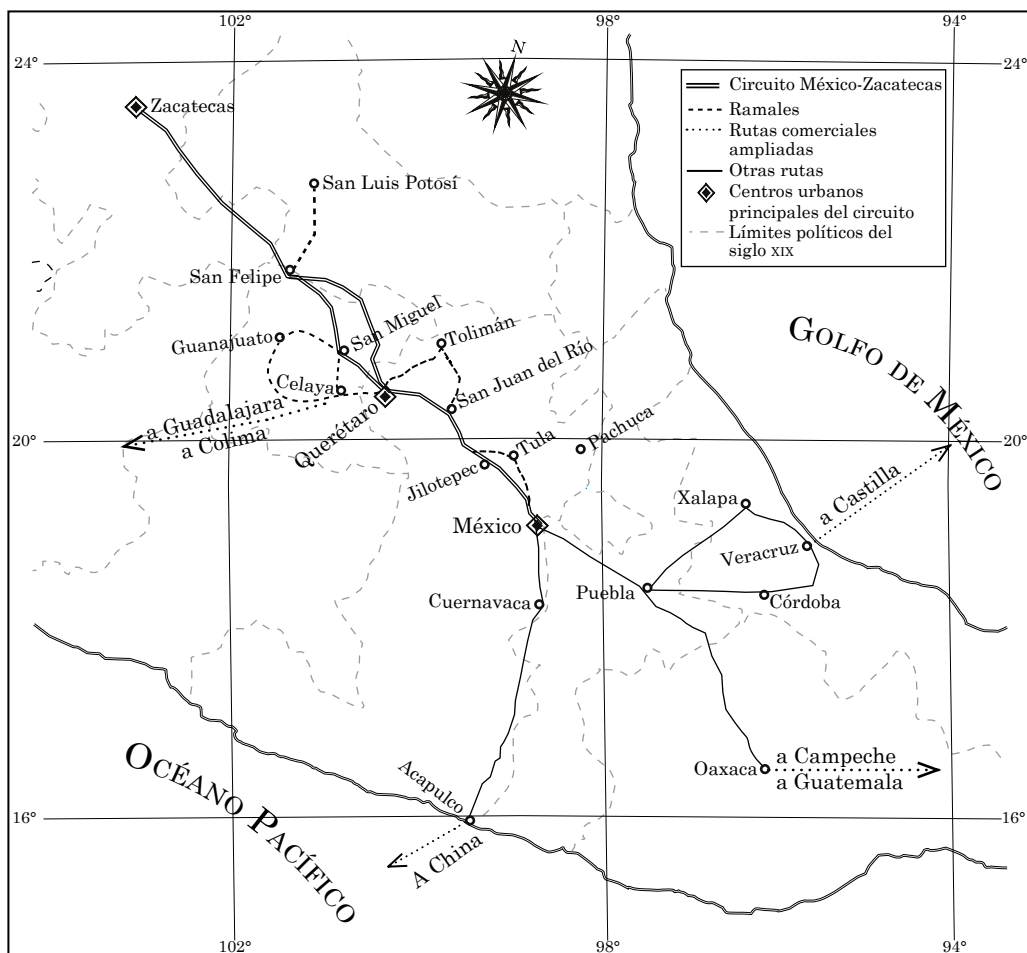 102°
98°
94°
N
24°
24°
Circuito México-Zacatecas
Ramales
Rutas comerciales
ampliadas
Otras rutas
Centros urbanos
principales del circuito
Límites políticos del
siglo XIX
Zacatecas
San Luis Potosí
San Felipe
Guanajuato
San Miguel
Tolimán
Celaya
San Juan del Río
a Guadalajara
a Colima
Querétaro
GOLFO DE MÉXICO
20°
20°
Jilotepec
Tula
Pachuca
México
Xalapa
a Castilla
Veracruz
Puebla
Córdoba
Cuernavaca
Oaxaca
a Campeche
a Guatemala
OCÉANO PACÍFICO
Acapulco
A China
16°
16°
102°
98°
94°